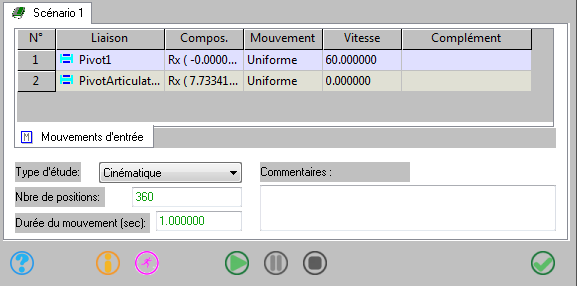 Scénario 1
N° Liaison Compos. Mouvement Vitesse Complément
1 Pivot1 Rx ( -0.0000... Uniforme 60.000000
2 PivotArticulat... Rx ( 7.73341... Uniforme 0.000000
M Mouvements d'entrée
Type d'étude: Cinématique Commentaires :
Nbre de positions: 360
Durée du mouvement (sec): 1.000000